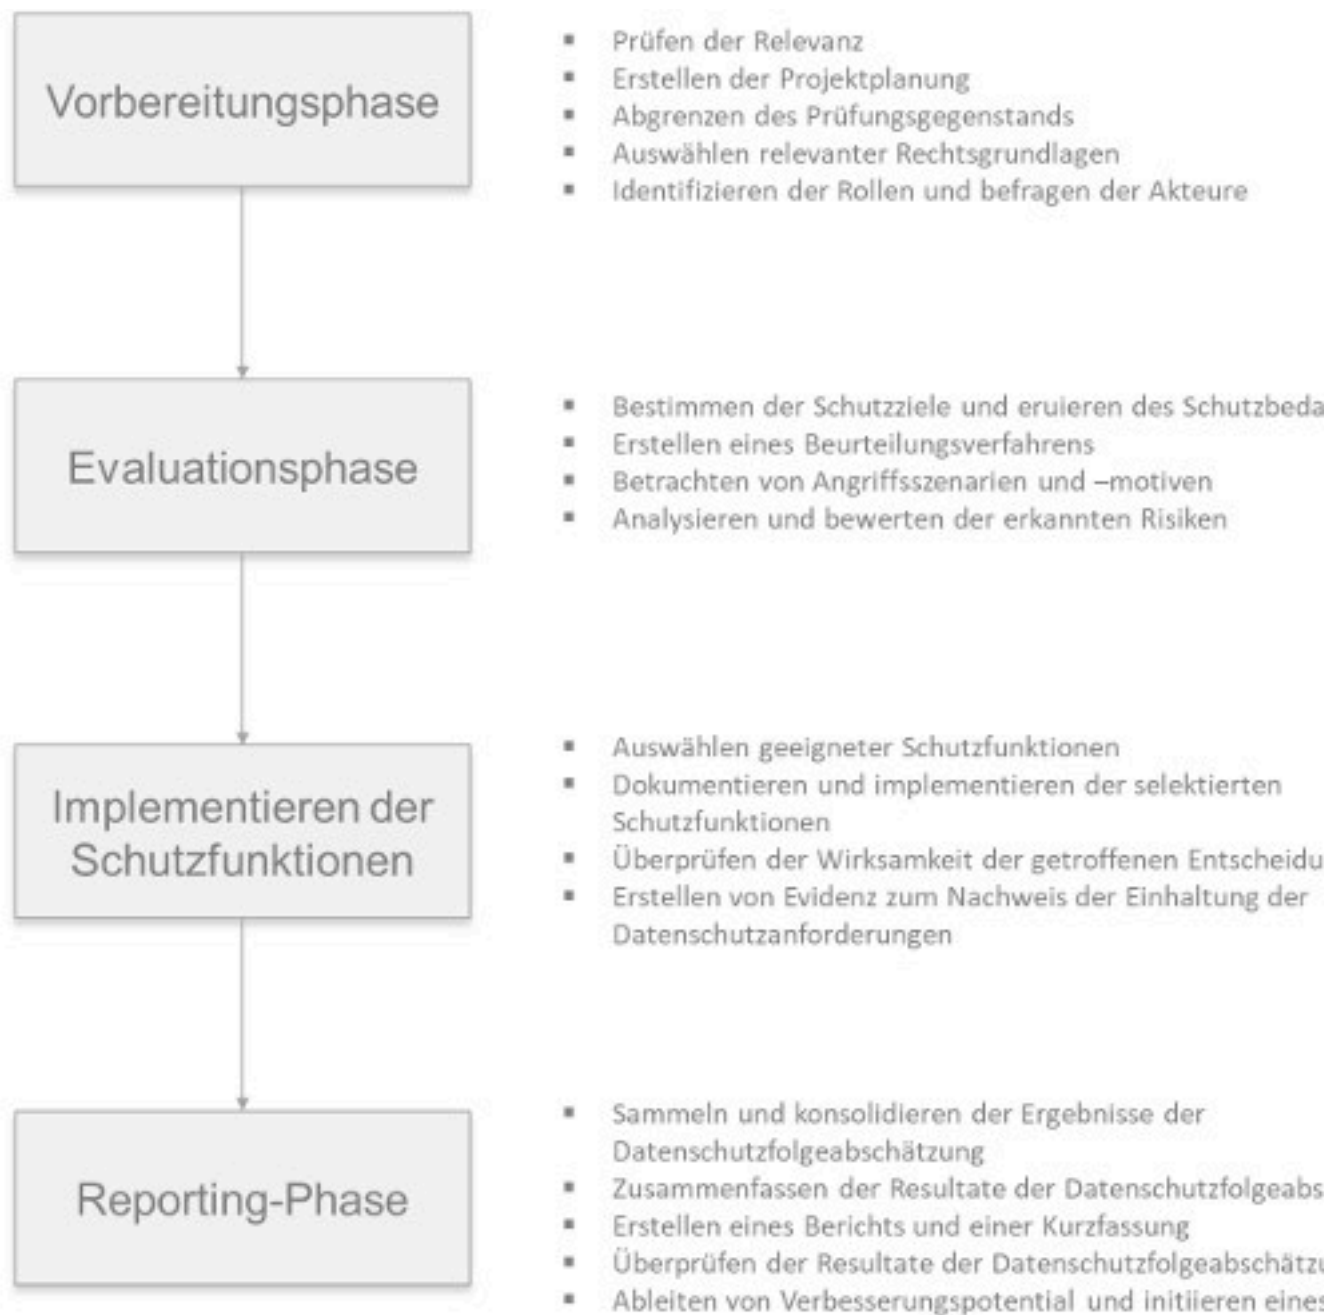 Vorbereitungsphase
▪ Prüfen der Relevanz
▪ Erstellen der Projektplanung
▪ Abgrenzen des Prüfungsgegenstands
▪ Auswählen relevanter Rechtsgrundlagen
▪ Identifizieren der Rollen und befragen der Akteure
Evaluationsphase
▪ Bestimmen der Schutzziele und eruieren des Schutzbeda
▪ Erstellen eines Beurteilungsverfahrens
▪ Betrachten von Angriffsszenarien und –motiven
▪ Analysieren und bewerten der erkannten Risiken
Implementieren der
Schutzfunktionen
▪ Auswählen geeigneter Schutzfunktionen
▪ Dokumentieren und implementieren der selektierten
Schutzfunktionen
▪ Überprüfen der Wirksamkeit der getroffenen Entscheidu
▪ Erstellen von Evidenz zum Nachweis der Einhaltung der
Datenschutzanforderungen
Reporting-Phase
▪ Sammeln und konsolidieren der Ergebnisse der
Datenschutzfolgeabschätzung
▪ Zusammenfassen der Resultate der Datenschutzfolgeabs
▪ Erstellen eines Berichts und einer Kurzfassung
▪ Überprüfen der Resultate der Datenschutzfolgeabschätzu
▪ Ableiten von Verbesserungspotential und initiieren eines